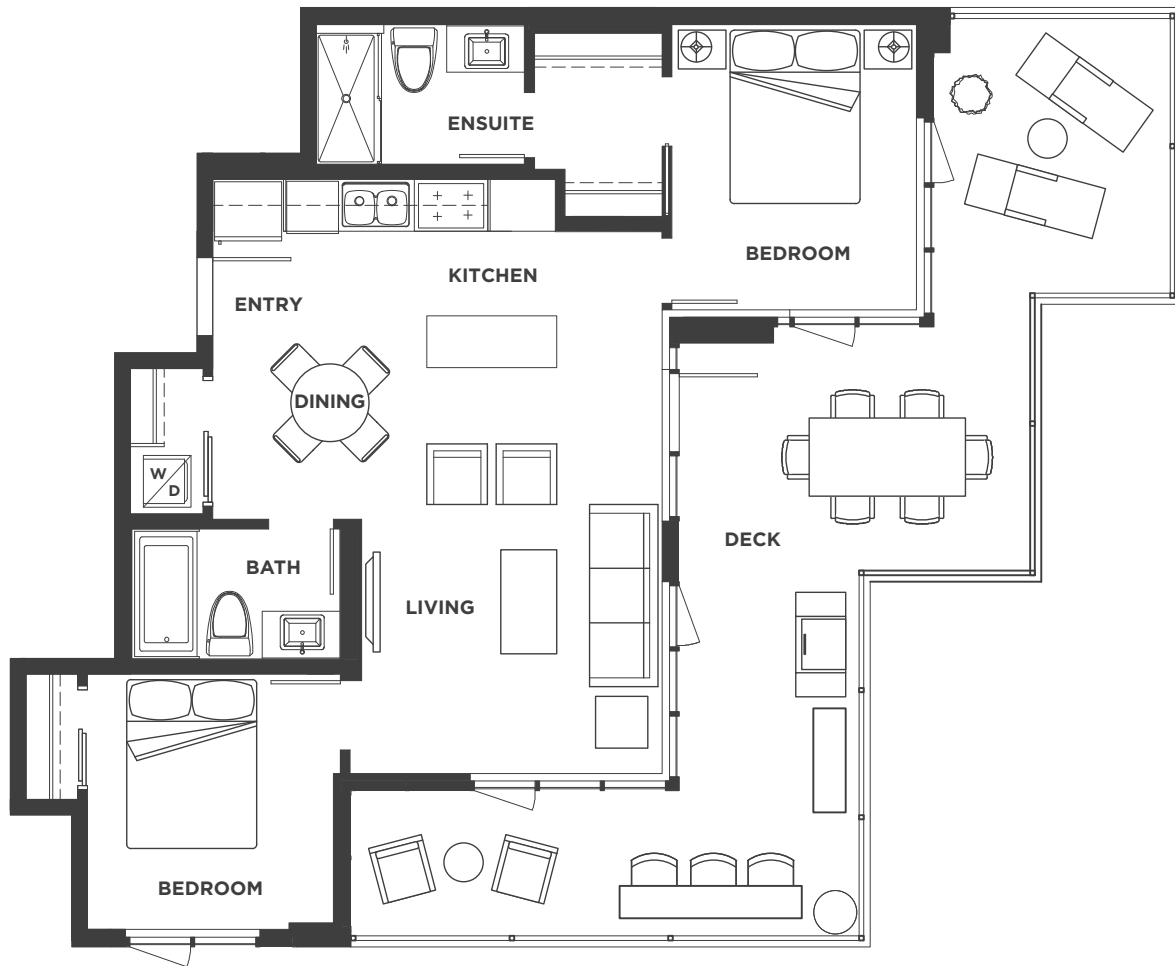 ENSUITE
BEDROOM
KITCHEN
ENTRY
DINING
W
D
DECK
BATH
LIVING
BEDROOM